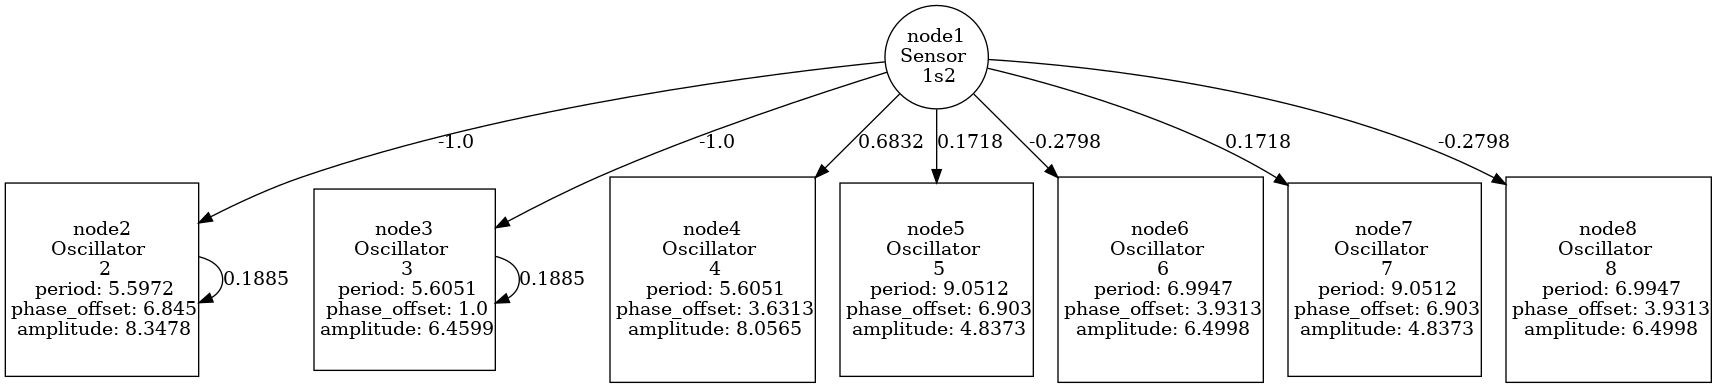 node1
Sensor
1s2
-1.0
-1.0
0.6832
0.1718
-0.2798
0.1718
-0.2798
node2
Oscillator
2
period: 5.5972
phase_offset: 6.845
amplitude: 8.3478
0.1885
node3
Oscillator
3
period: 5.6051
phase_offset: 1.0
amplitude: 6.4599
0.1885
node4
Oscillator
4
period: 5.6051
phase_offset: 3.6313
amplitude: 8.0565
node5
Oscillator
5
period: 9.0512
phase_offset: 6.903
amplitude: 4.8373
node6
Oscillator
6
period: 6.9947
phase_offset: 3.9313
amplitude: 6.4998
node7
Oscillator
7
period: 9.0512
phase_offset: 6.903
amplitude: 4.8373
node8
Oscillator
8
period: 6.9947
phase_offset: 3.9313
amplitude: 6.4998